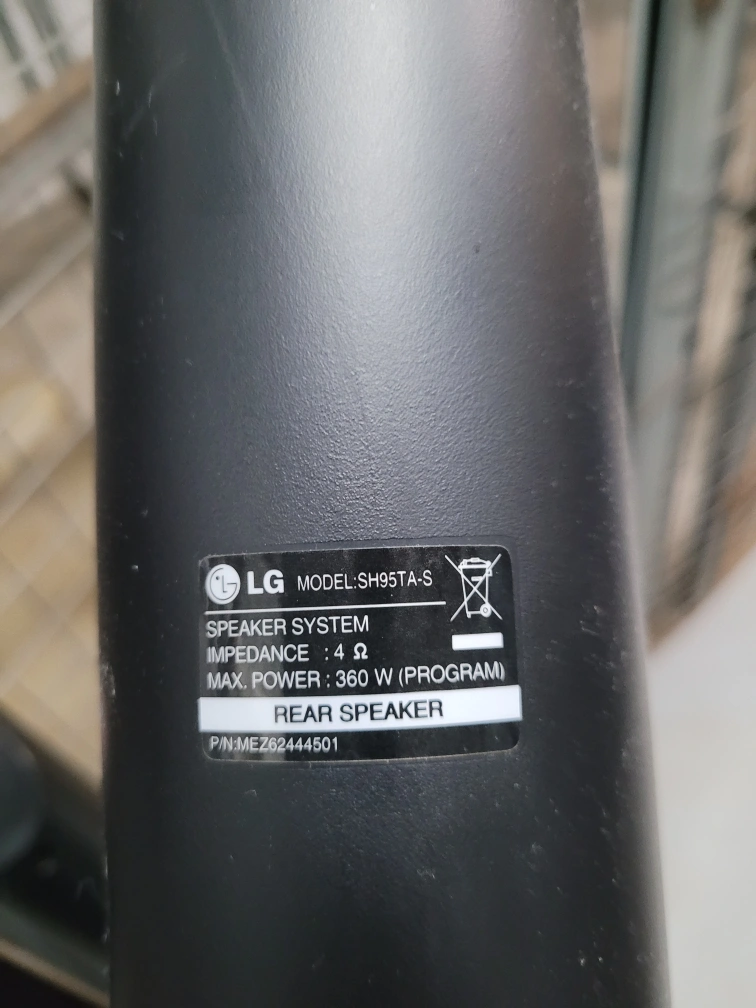 LG MODEL:SH95TA-S
SPEAKER SYSTEM
IMPEDANCE : 4 Ω
MAX. POWER : 360 W (PROGRAM)
REAR SPEAKER
P/N:MEZ62444501